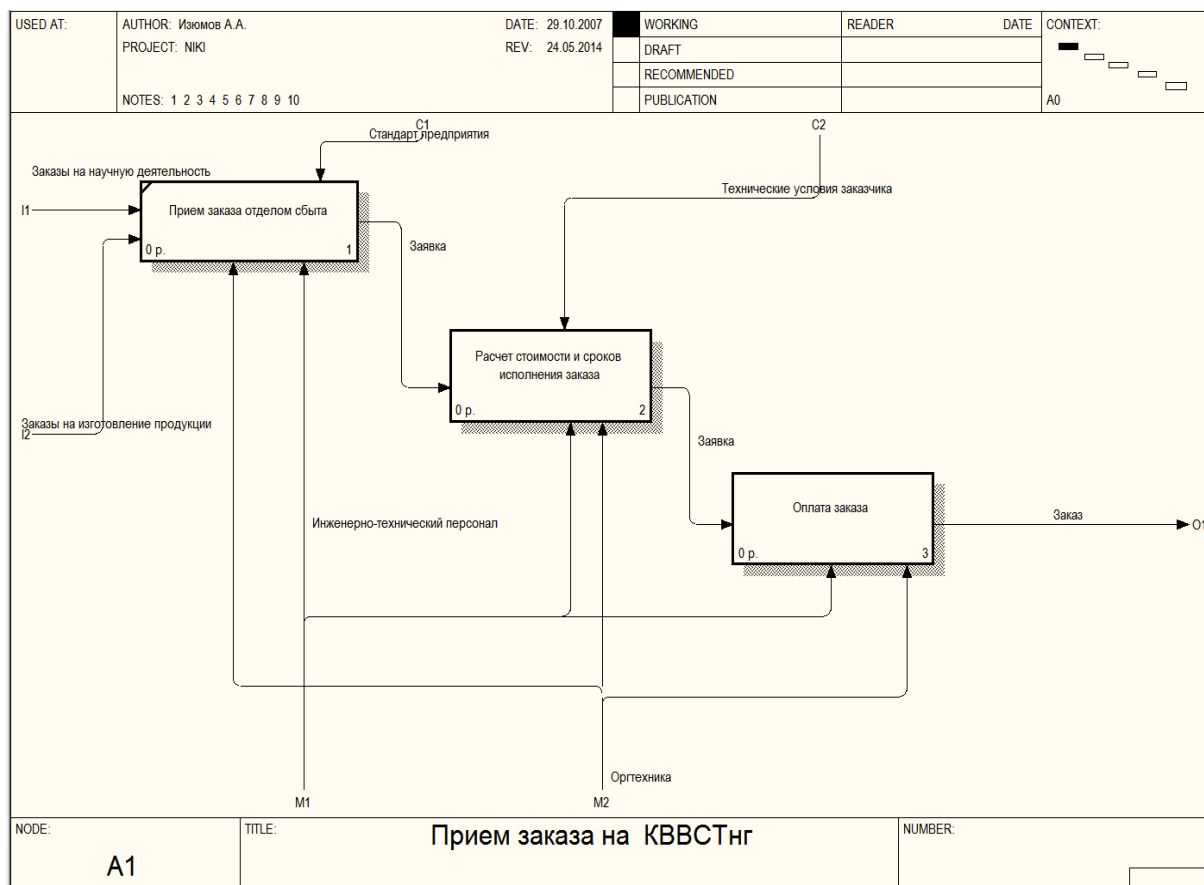 USED AT:
AUTHOR: Изюмов А.А.
DATE: 29.10.2007
PROJECT: NIKI
REV: 24.05.2014
NOTES: 1 2 3 4 5 6 7 8 9 10
WORKING
DRAFT
RECOMMENDED
PUBLICATION
READER
DATE
CONTEXT:
A0
C1
Стандарт предприятия
C2
Заказы на научную деятельность
Технические условия заказчика
I1
Прием заказа отделом сбыта
0 р.
1
Заявка
Расчет стоимости и сроков
исполнения заказа
0 р.
2
Заказы на изготовление продукции
I2
Заявка
Инженерно-технический персонал
Оплата заказа
0 р.
3
Заказ
O1
Оргтехника
M1
M2
NODE:
A1
TITLE:
Прием заказа на КВВСТнг
NUMBER: